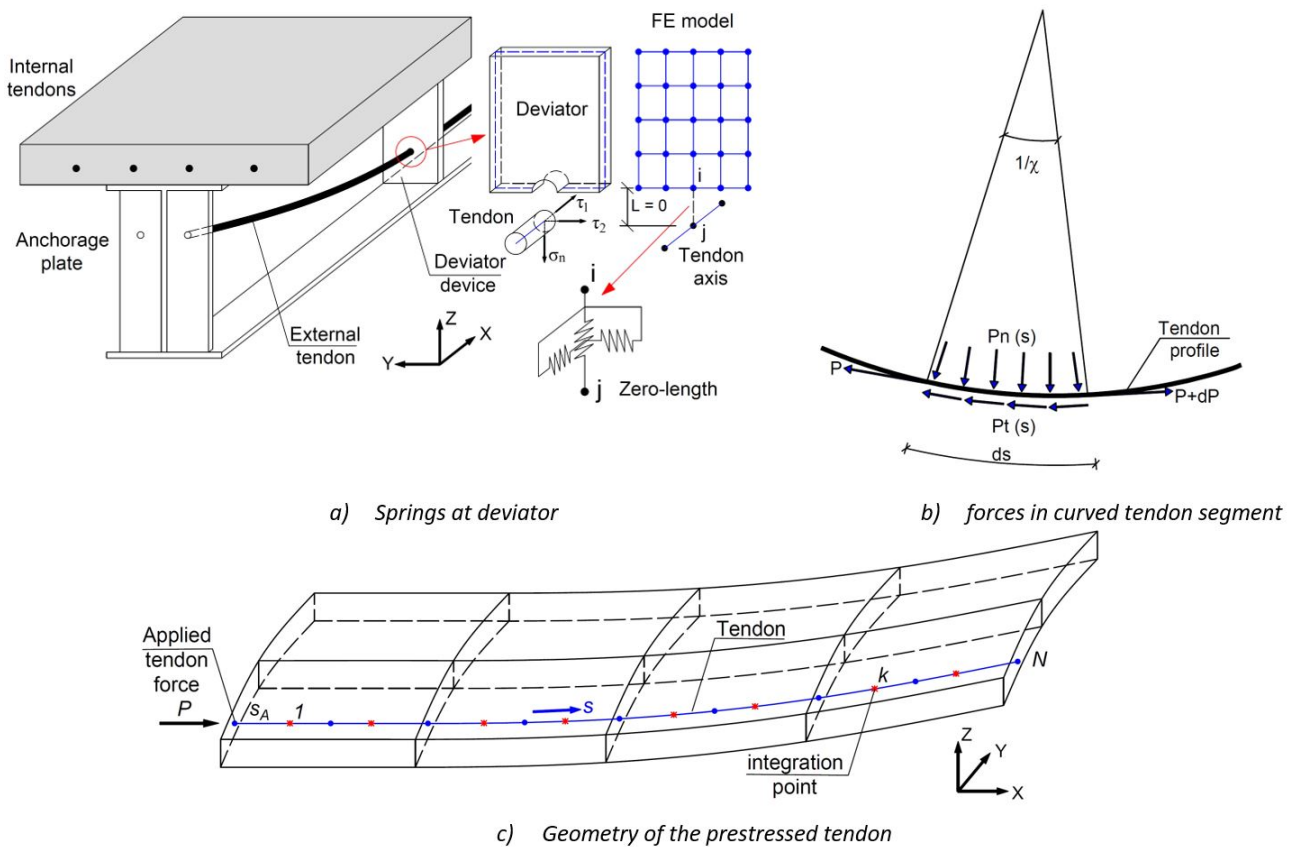 Internal
tendons
Anchorage
plate
External
tendon
Deviator
device
Z
X
Y
Deviator
Tendon
τ1
τ2
σn
FE model
i
L = 0
j
Tendon
axis
i
j
Zero-length
1/χ
Pn (s)
Tendon
profile
P
P+dP
Pt (s)
ds
a) Springs at deviator
b) forces in curved tendon segment
Applied
tendon
force
P
sA
1
s
Tendon
k
N
integration
point
Z
Y
X
c) Geometry of the prestressed tendon